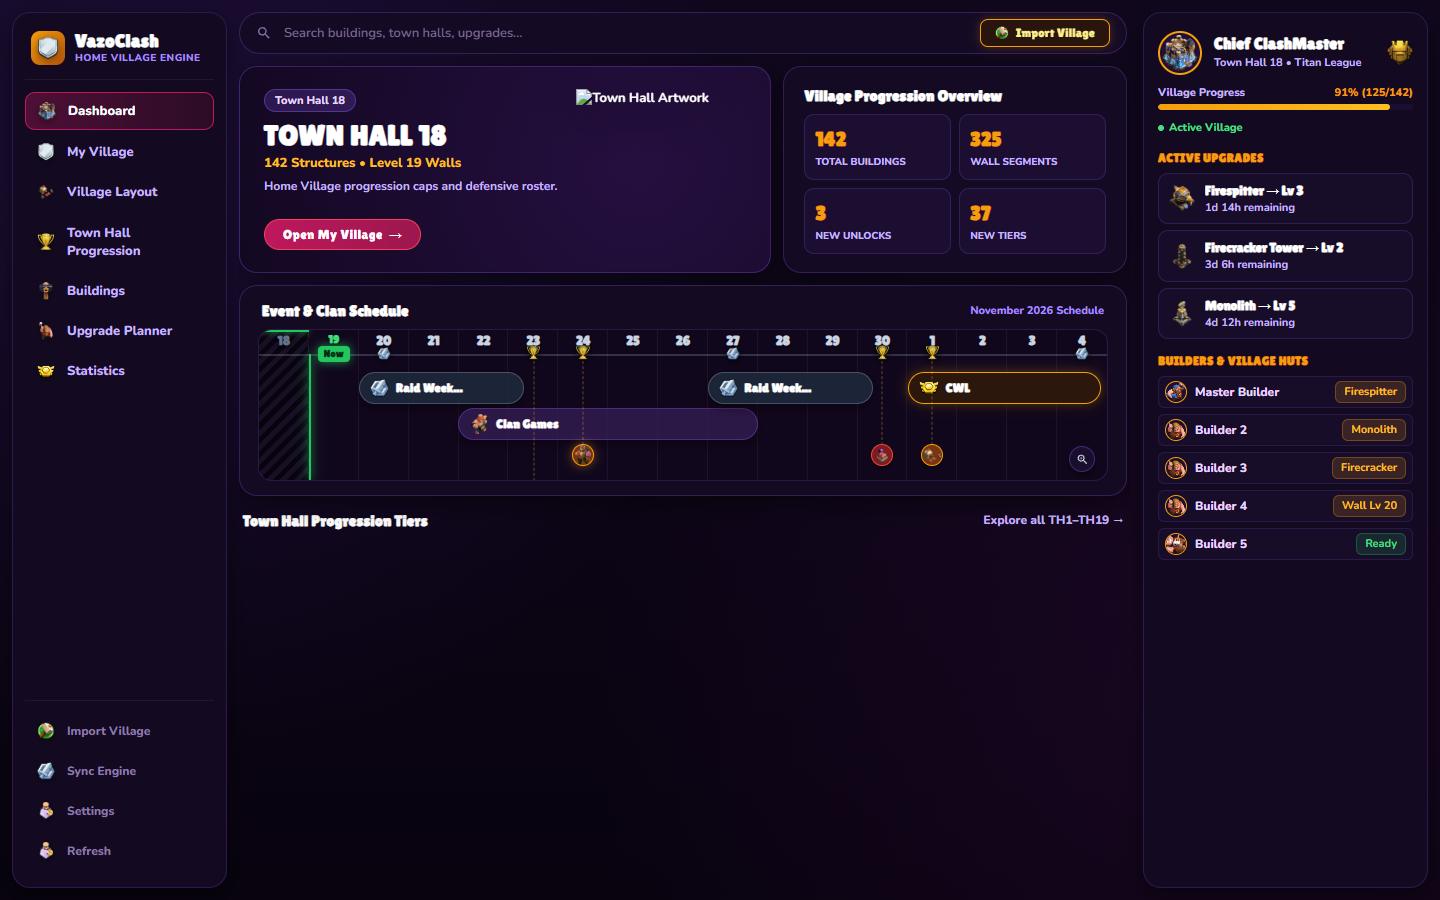 VazoClash
HOME VILLAGE ENGINE
Dashboard
My Village
Village Layout
Town Hall
Progression
Buildings
Upgrade Planner
Statistics
Import Village
Sync Engine
Settings
Refresh
Search buildings, town halls, upgrades...
Import Village
Town Hall 18
TOWN HALL 18
142 Structures • Level 19 Walls
Home Village progression caps and defensive roster.
Open My Village →
Town Hall Artwork
Village Progression Overview
142
TOTAL BUILDINGS
325
WALL SEGMENTS
3
NEW UNLOCKS
37
NEW TIERS
Event & Clan Schedule
November 2026 Schedule
18 19 20 21 22 23 24 25 26 27 28 29 30 1 2 3 4
Now
Raid Week...
Raid Week...
CWL
Clan Games
Town Hall Progression Tiers
Explore all TH1–TH19 →
Chief ClashMaster
Town Hall 18 • Titan League
Village Progress
91% (125/142)
Active Village
ACTIVE UPGRADES
Firespitter → Lv 3
1d 14h remaining
Firecracker Tower → Lv 2
3d 6h remaining
Monolith → Lv 5
4d 12h remaining
BUILDERS & VILLAGE HUTS
Master Builder
Firespitter
Builder 2
Monolith
Builder 3
Firecracker
Builder 4
Wall Lv 20
Builder 5
Ready